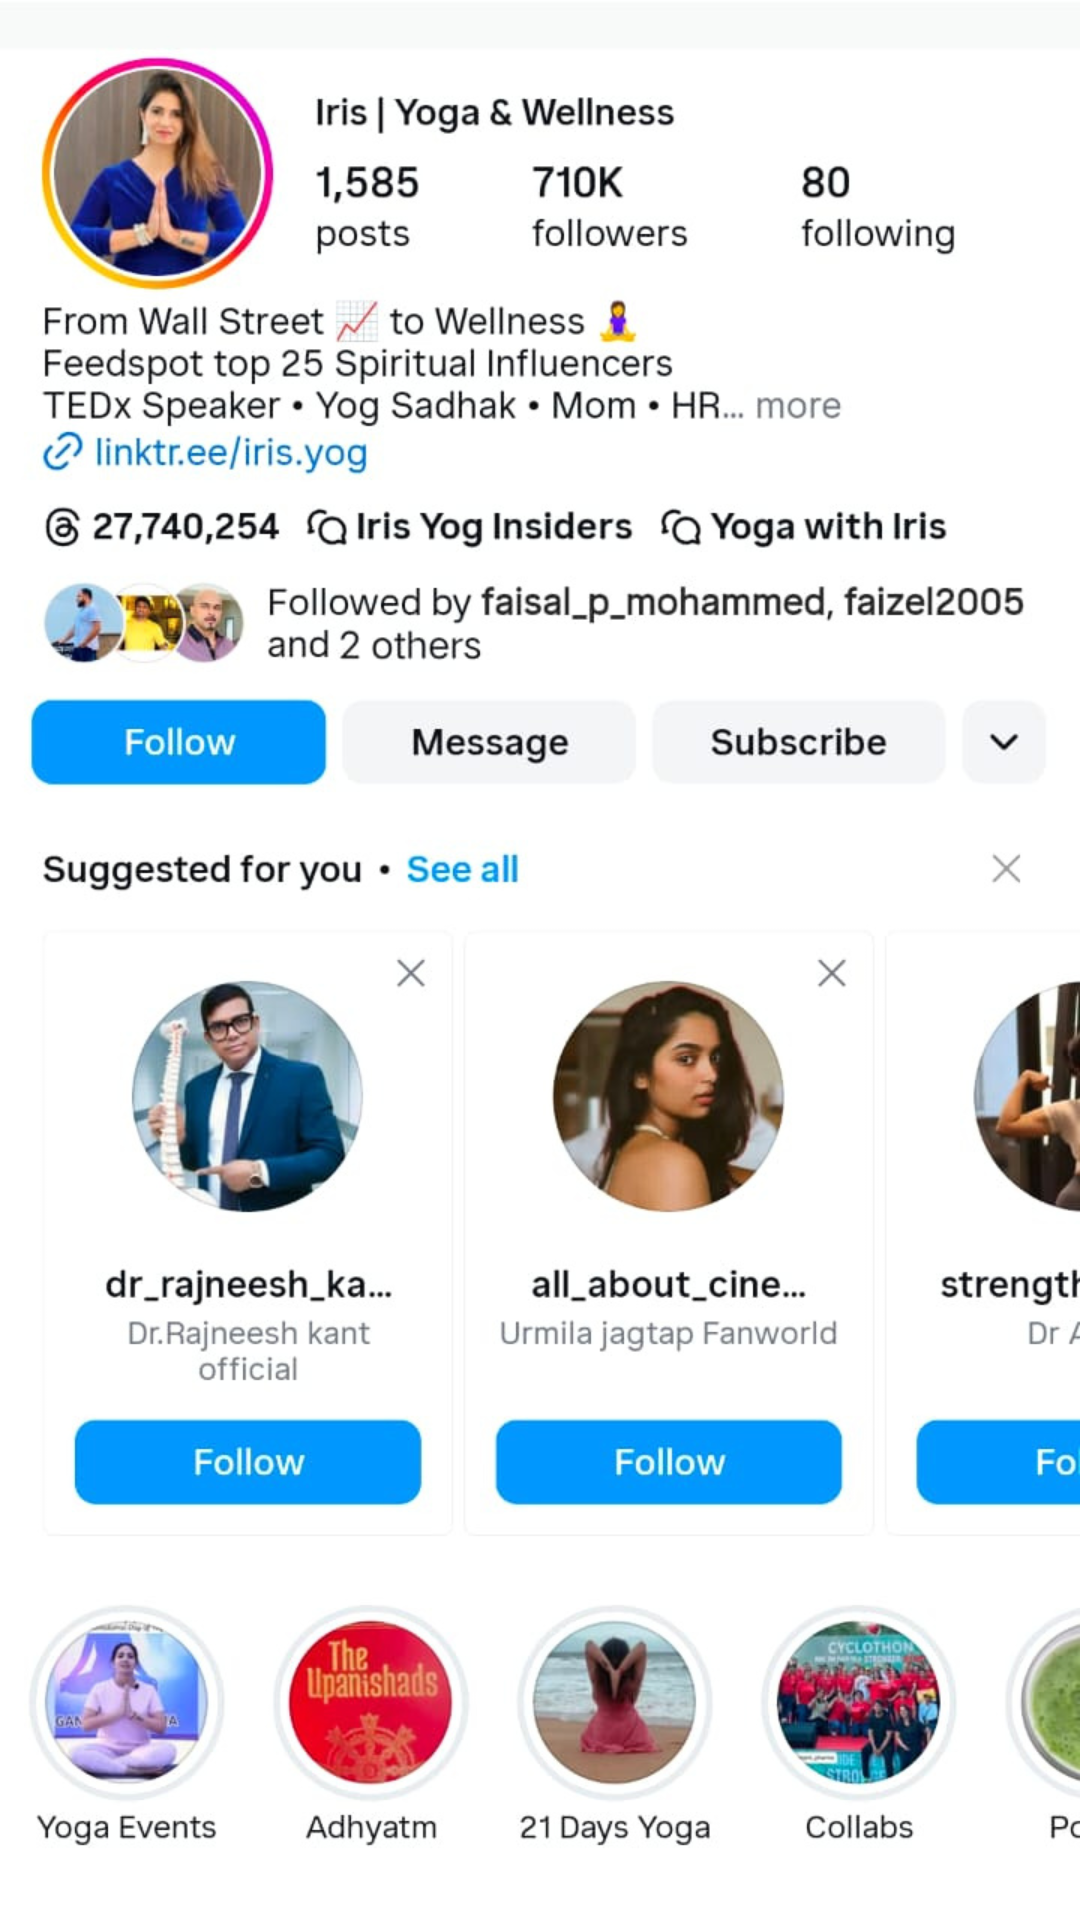 Iris | Yoga & Wellness
1,585
posts
710K
followers
80
following
From Wall Street 📈 to Wellness 🧘‍♀️
Feedspot top 25 Spiritual Influencers
TEDx Speaker • Yog Sadhak • Mom • HR... more
linktr.ee/iris.yog
27,740,254 Iris Yog Insiders Yoga with Iris
Followed by faisal_p_mohammed, faizel2005
and 2 others
Follow
Message
Subscribe
Suggested for you • See all
dr_rajneesh_ka...
Dr.Rajneesh kant
official
Follow
all_about_cine...
Urmila jagtap Fanworld
Follow
strength
Dr A
Fo
The
Upanishads
CYCLOTHON
Yoga Events
Adhyatm
21 Days Yoga
Collabs
Po